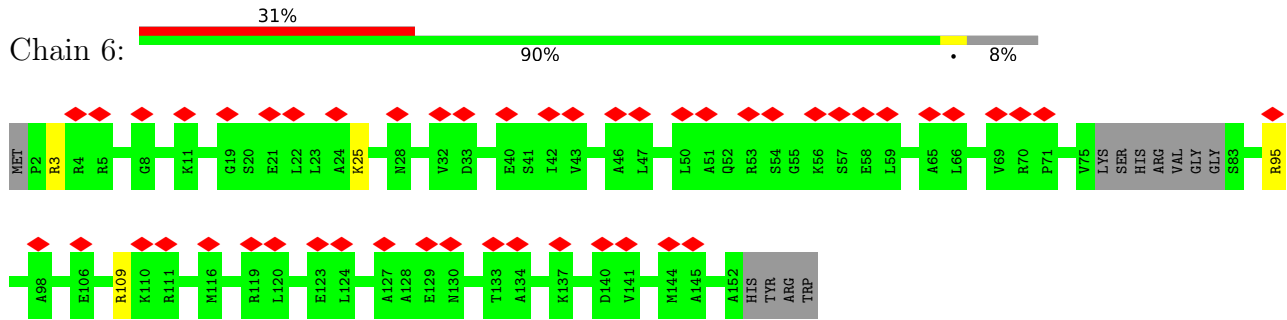 31%
Chain 6:
90% • 8%
MET P2 R3 R4 R5 G8 K11 G19 S20 E21 L22 L23 A24 K25 N28 V32 D33 E40 S41 I42 V43 A46 L47 L50 A51 Q52 R53 S54 G55 K56 S57 E58 L59 A65 L66 V69 R70 P71 V75 LYS SER HIS ARG VAL GLY GLY S83 R95
A98 E106 R109 K110 R111 M116 R119 L120 E123 L124 A127 A128 E129 N130 T133 A134 K137 D140 V141 M144 A145 A152 HIS TYR ARG TRP